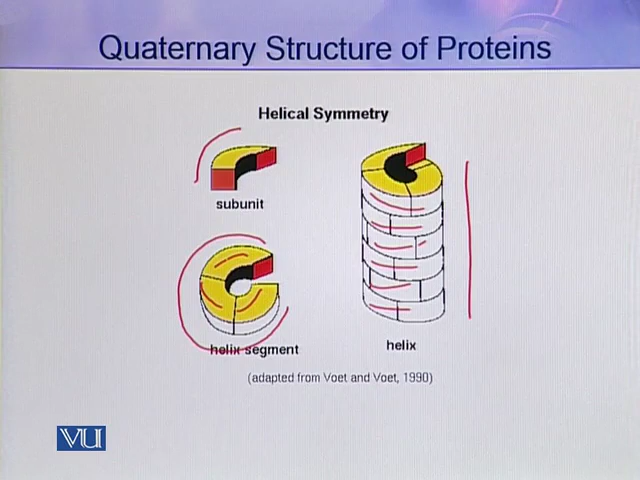 Quaternary Structure of Proteins
Helical Symmetry
subunit
helix segment
helix
(adapted from Voet and Voet, 1990)
VU